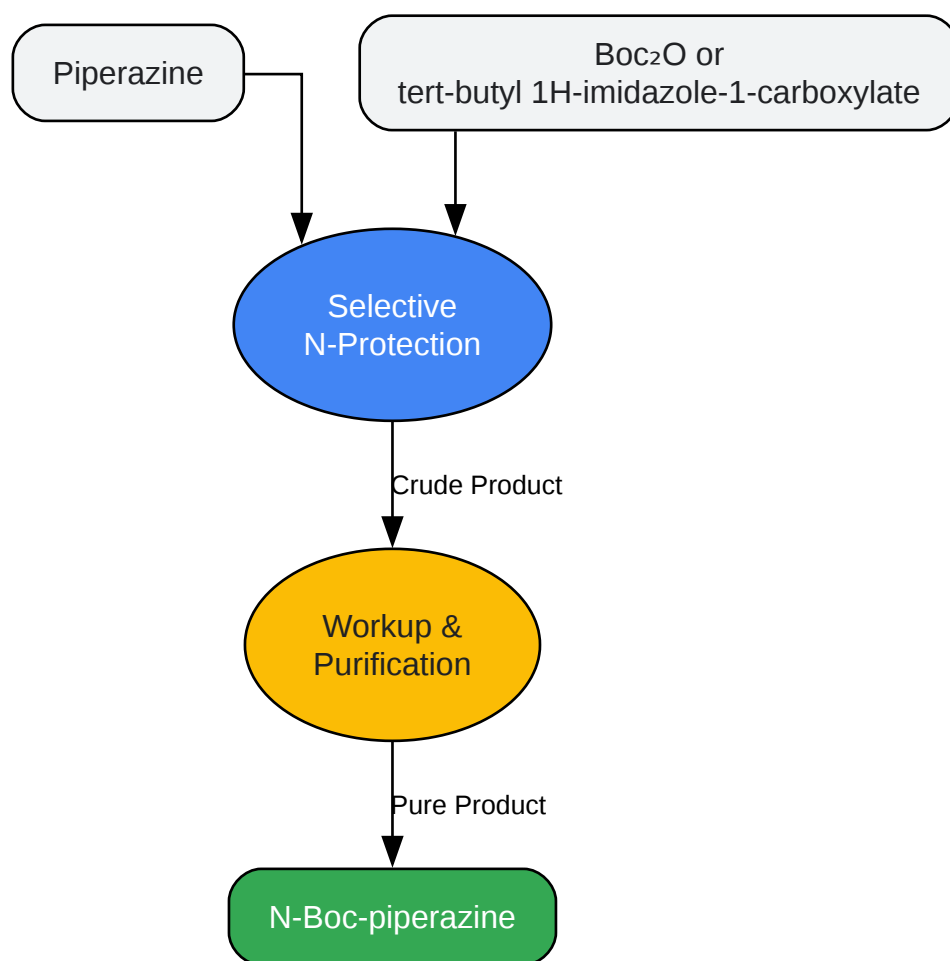 Piperazine
Boc₂O or
tert-butyl 1H-imidazole-1-carboxylate
Selective
N-Protection
Crude Product
Workup &
Purification
Pure Product
N-Boc-piperazine